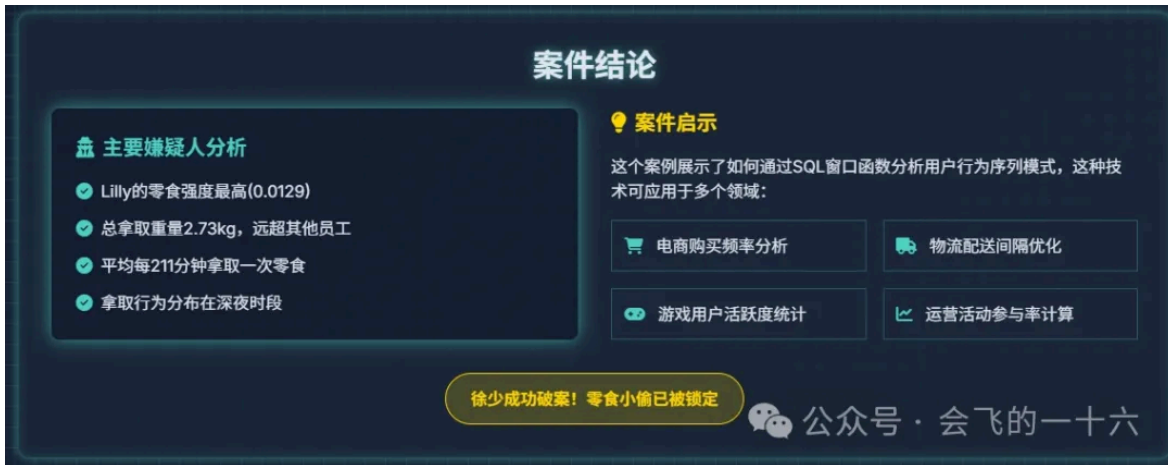 案件结论
主要嫌疑人分析
Lilly的零食强度最高(0.0129)
总拿取重量2.73kg，远超其他员工
平均每211分钟拿取一次零食
拿取行为分布在深夜时段
案件启示
这个案例展示了如何通过SQL窗口函数分析用户行为序列模式，这种技
术可应用于多个领域：
电商购买频率分析
物流配送间隔优化
游戏用户活跃度统计
运营活动参与率计算
徐少成功破案！零食小偷已被锁定
公众号 · 会飞的一十六